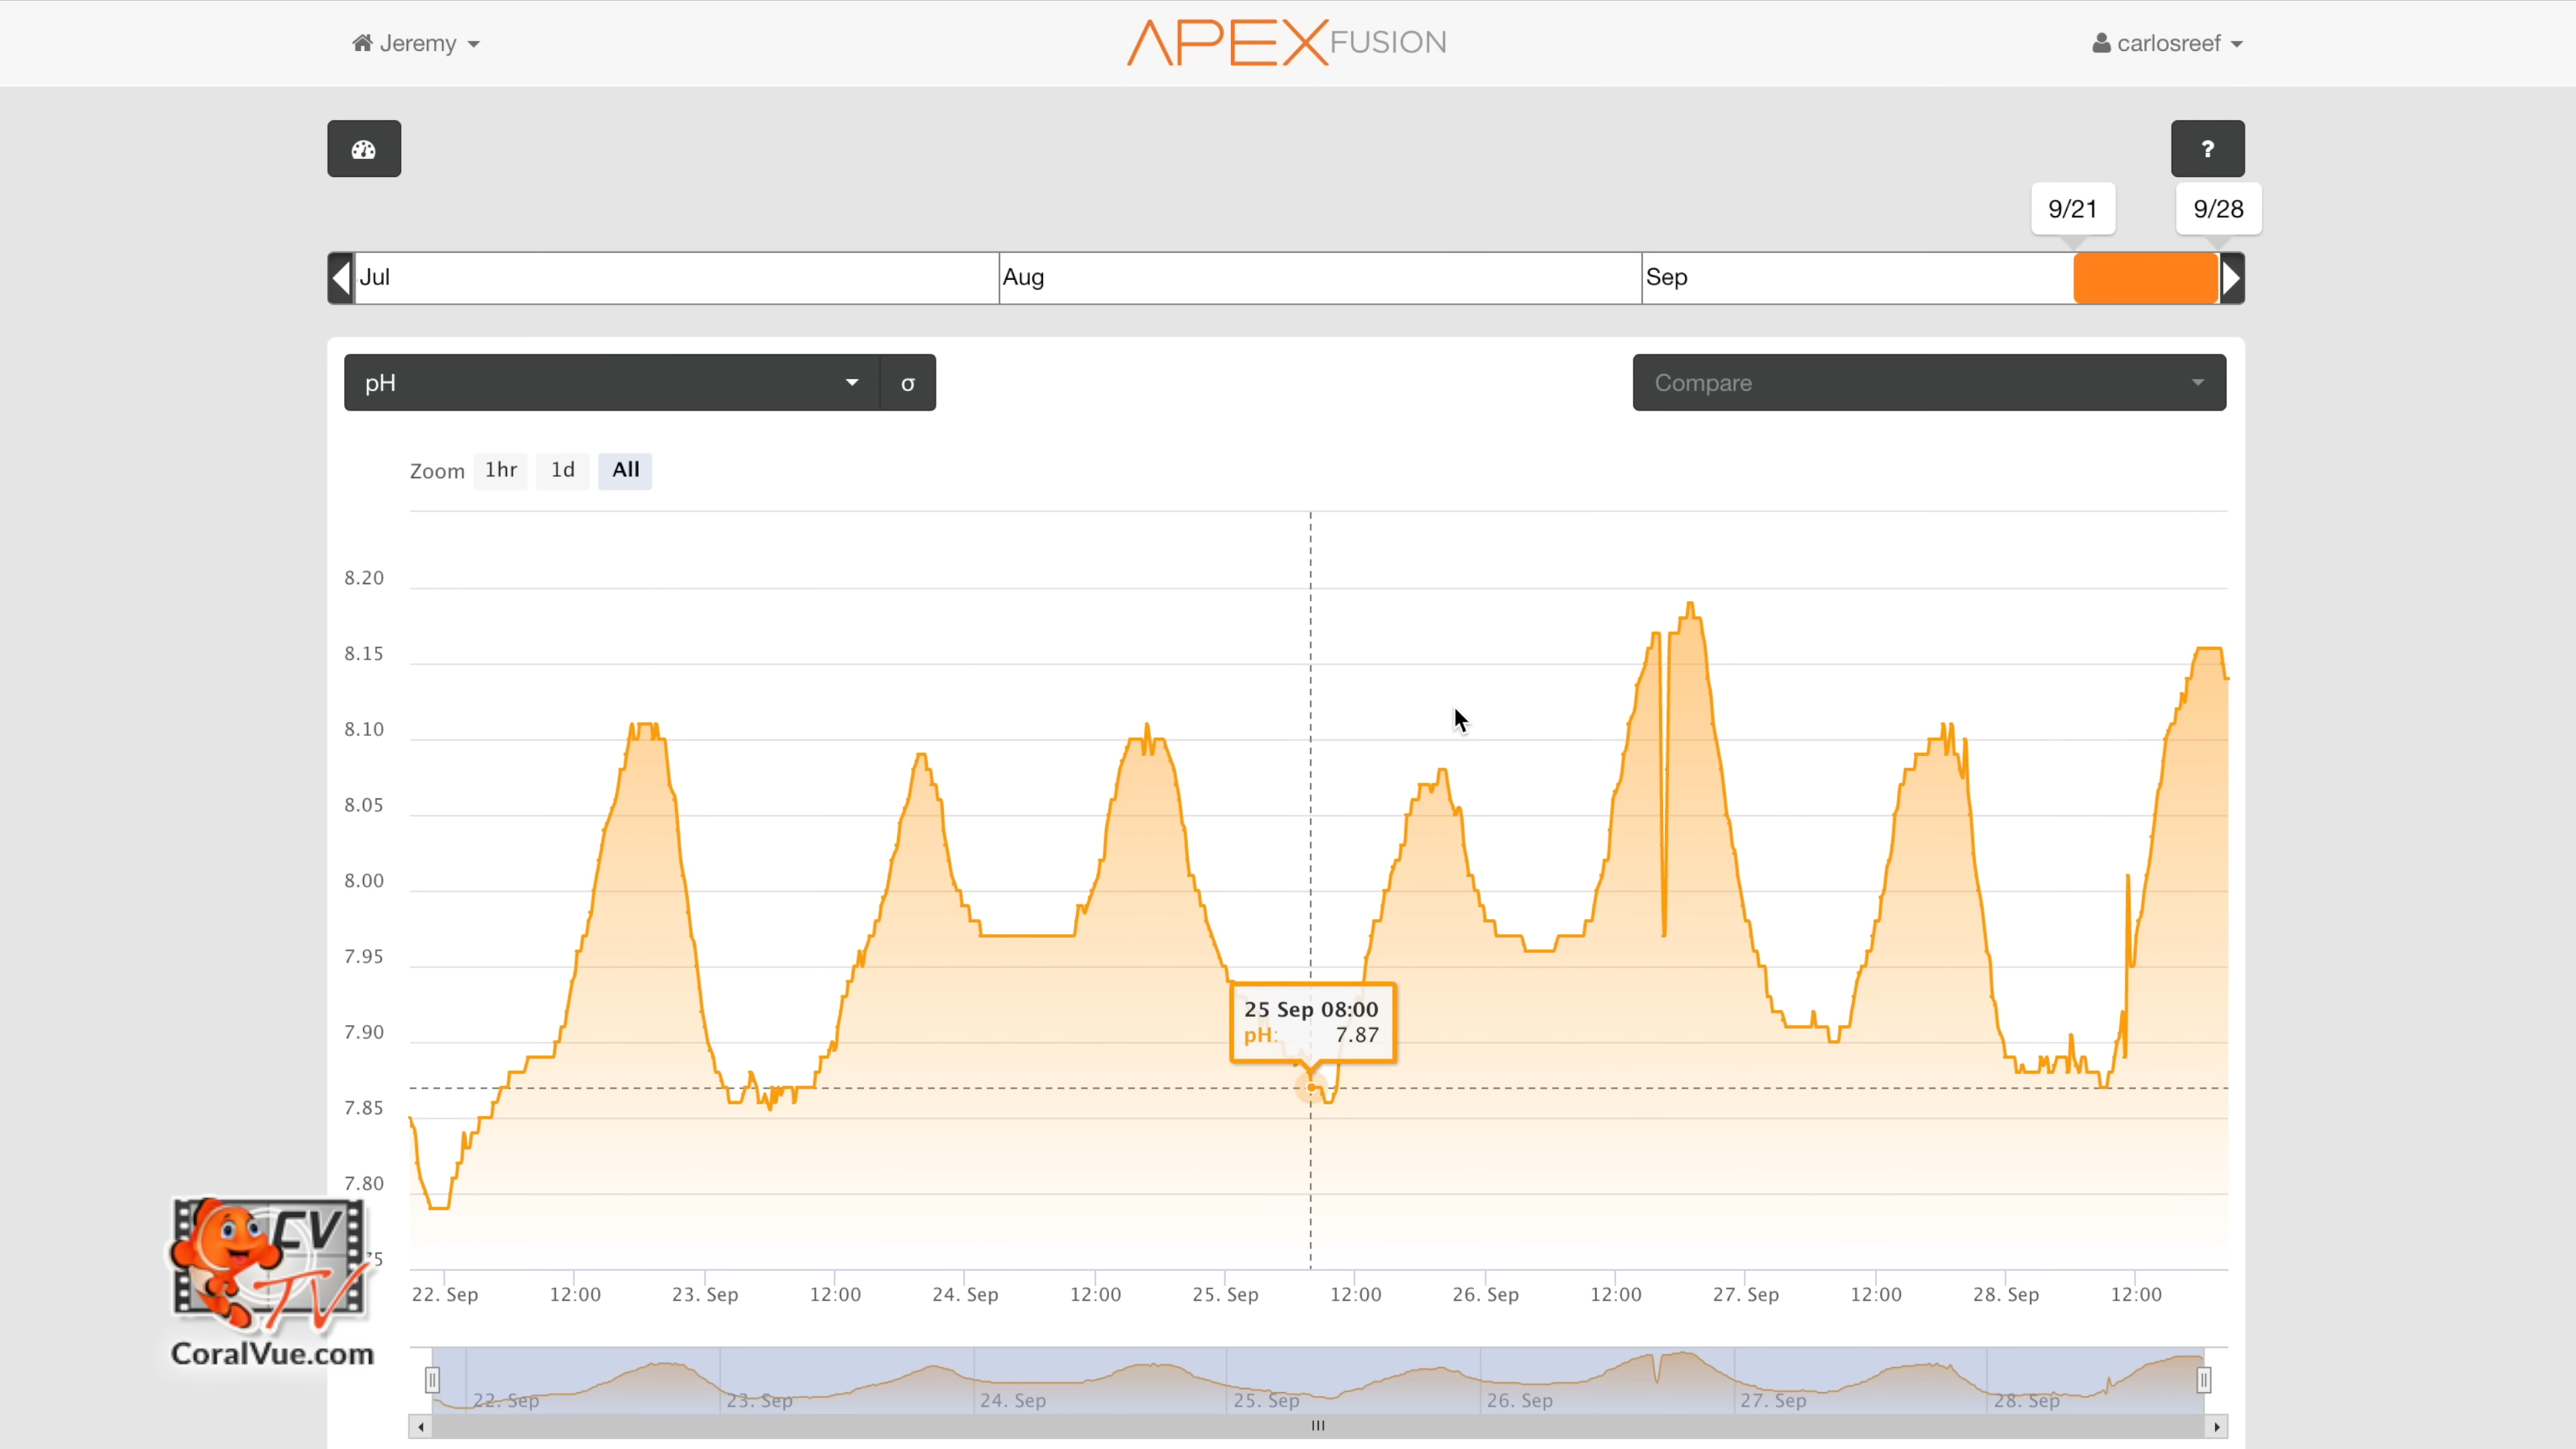 Jeremy
APEX FUSION
carlosreef
?
9/21
9/28
Jul
Aug
Sep
pH
σ
Compare
Zoom
1hr
1d
All
8.20
8.15
8.10
8.05
8.00
7.95
7.90
7.85
7.80
25 Sep 08:00
pH: 7.87
22. Sep
12:00
23. Sep
12:00
24. Sep
12:00
25. Sep
12:00
26. Sep
12:00
27. Sep
12:00
28. Sep
12:00
22. Sep
23. Sep
24. Sep
25. Sep
26. Sep
27. Sep
28. Sep
CV
TV
CoralVue.com